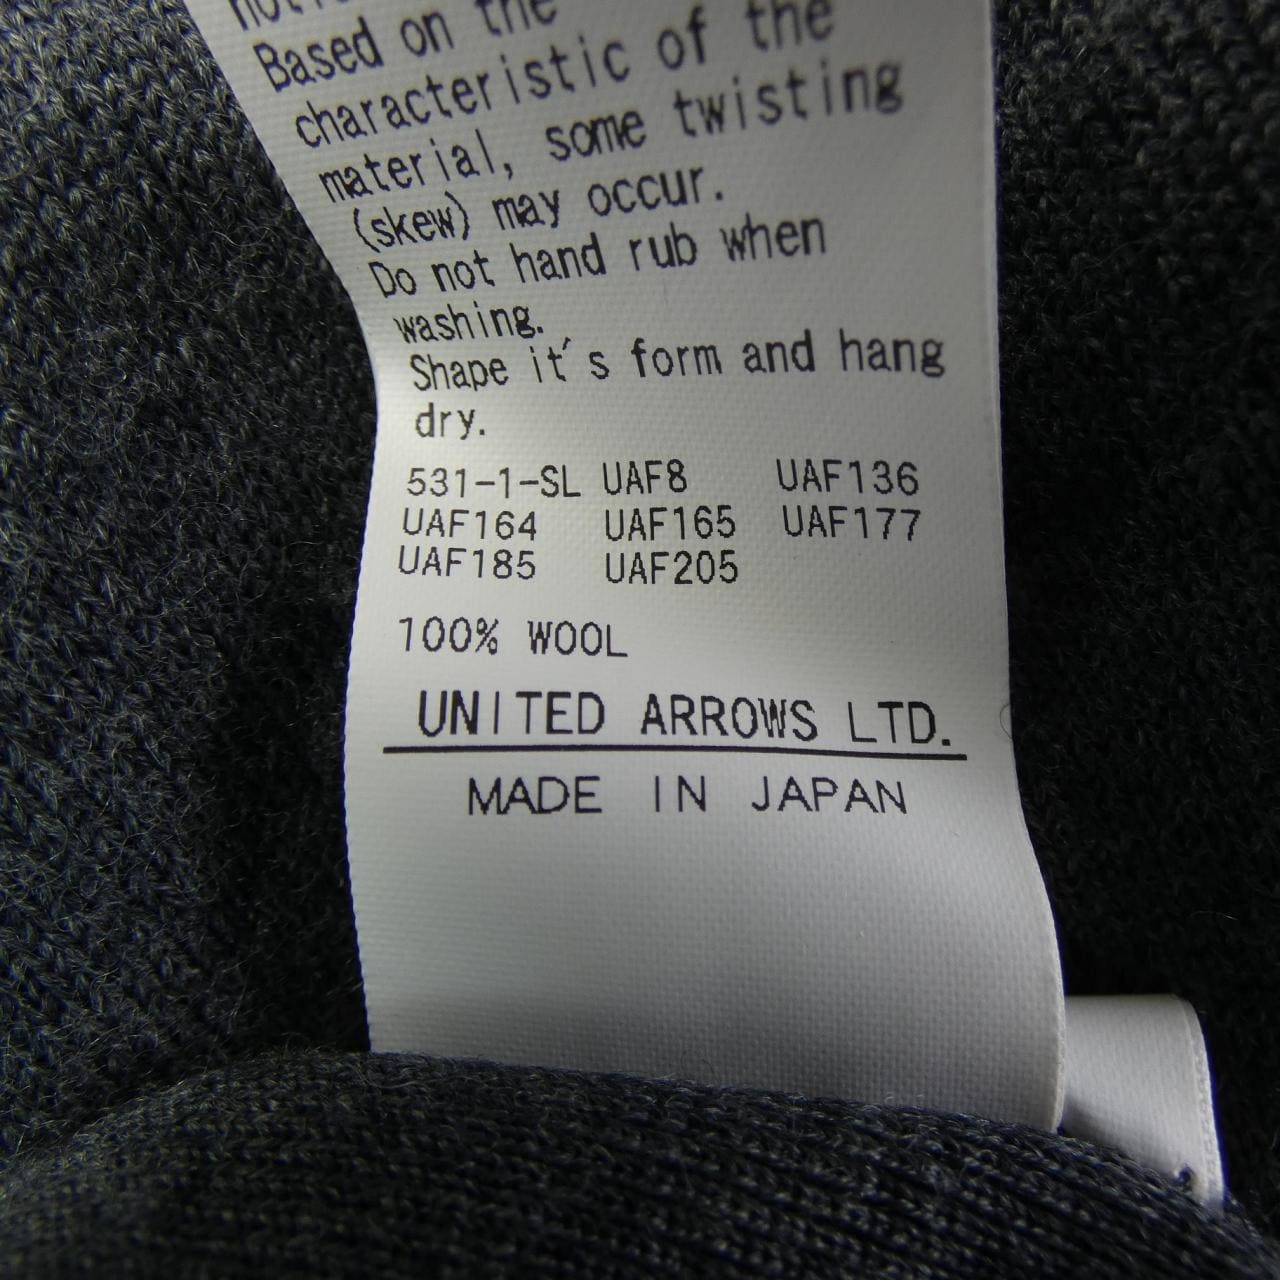 Based on the
characteristic of the
material, some twisting
(skew) may occur.
Do not hand rub when
washing.
Shape it's form and hang
dry.
531-1-SL UAF8 UAF136
UAF164 UAF165 UAF177
UAF185 UAF205
100% WOOL
UNITED ARROWS LTD.
MADE IN JAPAN